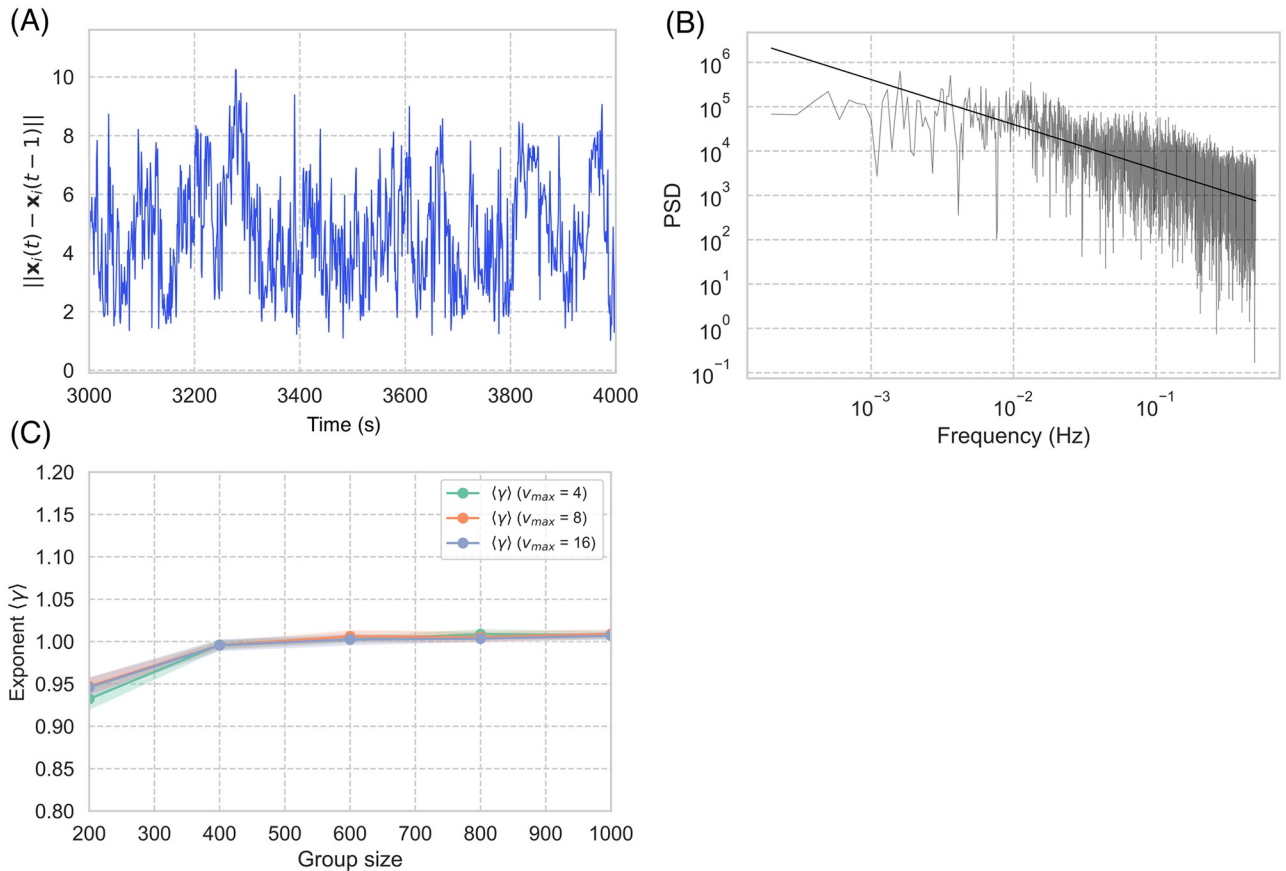 (A)
||x_i(t) − x_i(t − 1)||
10
8
6
4
2
0
3000 3200 3400 3600 3800 4000
Time (s)
(B)
PSD
10^6
10^5
10^4
10^3
10^2
10^1
10^0
10^−1
10^−3 10^−2 10^−1
Frequency (Hz)
(C)
Exponent ⟨γ⟩
1.20
1.15
1.10
1.05
1.00
0.95
0.90
0.85
0.80
⟨γ⟩ (v_max = 4)
⟨γ⟩ (v_max = 8)
⟨γ⟩ (v_max = 16)
200 300 400 500 600 700 800 900 1000
Group size